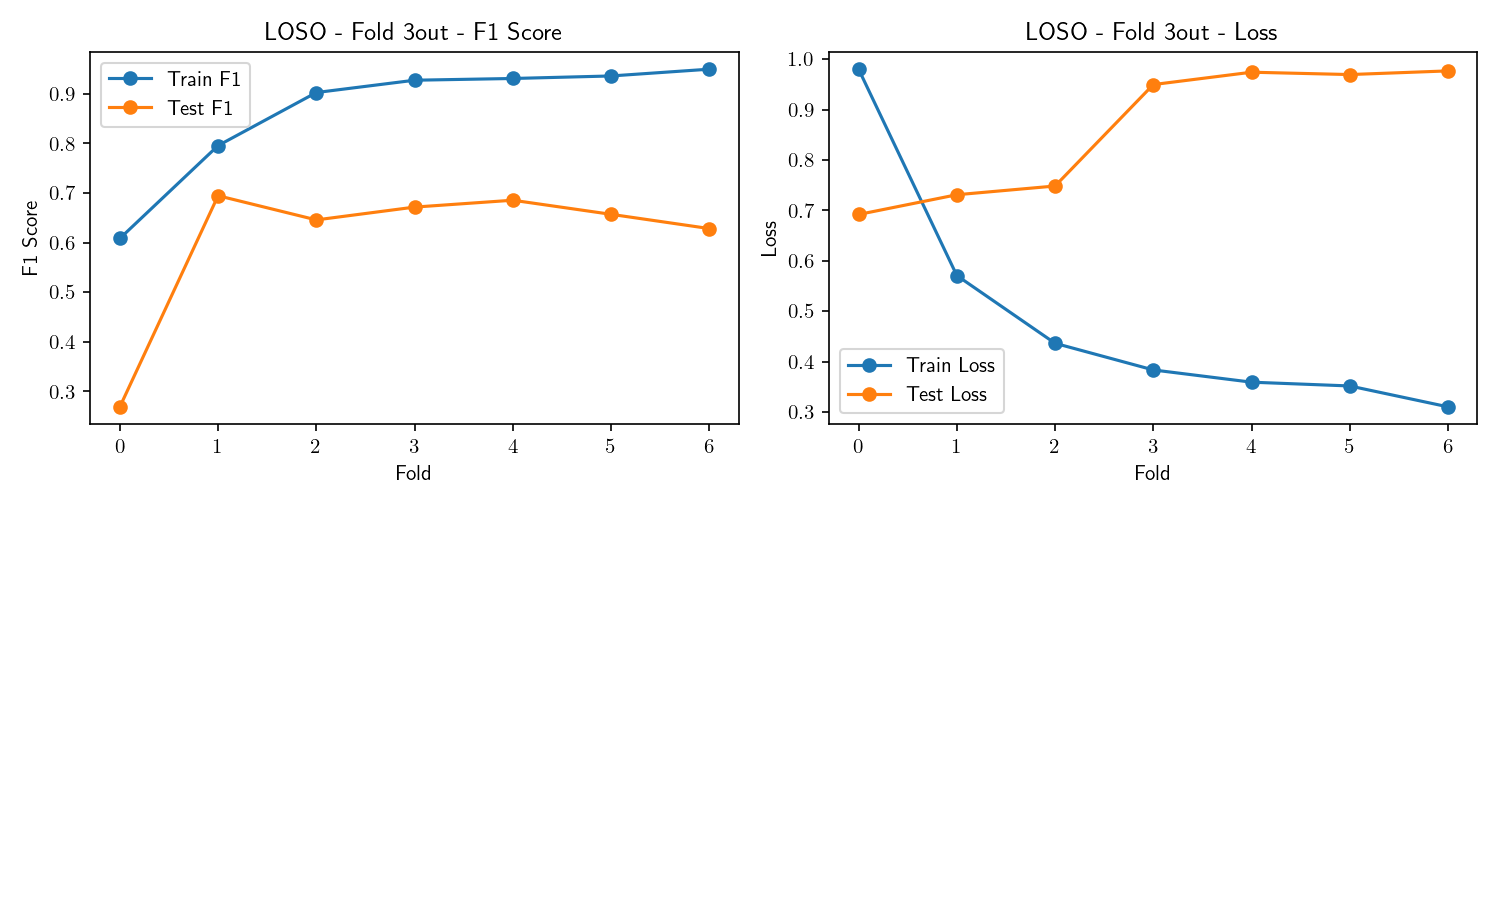 LOSO - Fold 3out - F1 Score
Train F1
Test F1
F1 Score
0.9
0.8
0.7
0.6
0.5
0.4
0.3
0 1 2 3 4 5 6
Fold
LOSO - Fold 3out - Loss
Loss
1.0
0.9
0.8
0.7
0.6
0.5
0.4
0.3
Train Loss
Test Loss
0 1 2 3 4 5 6
Fold